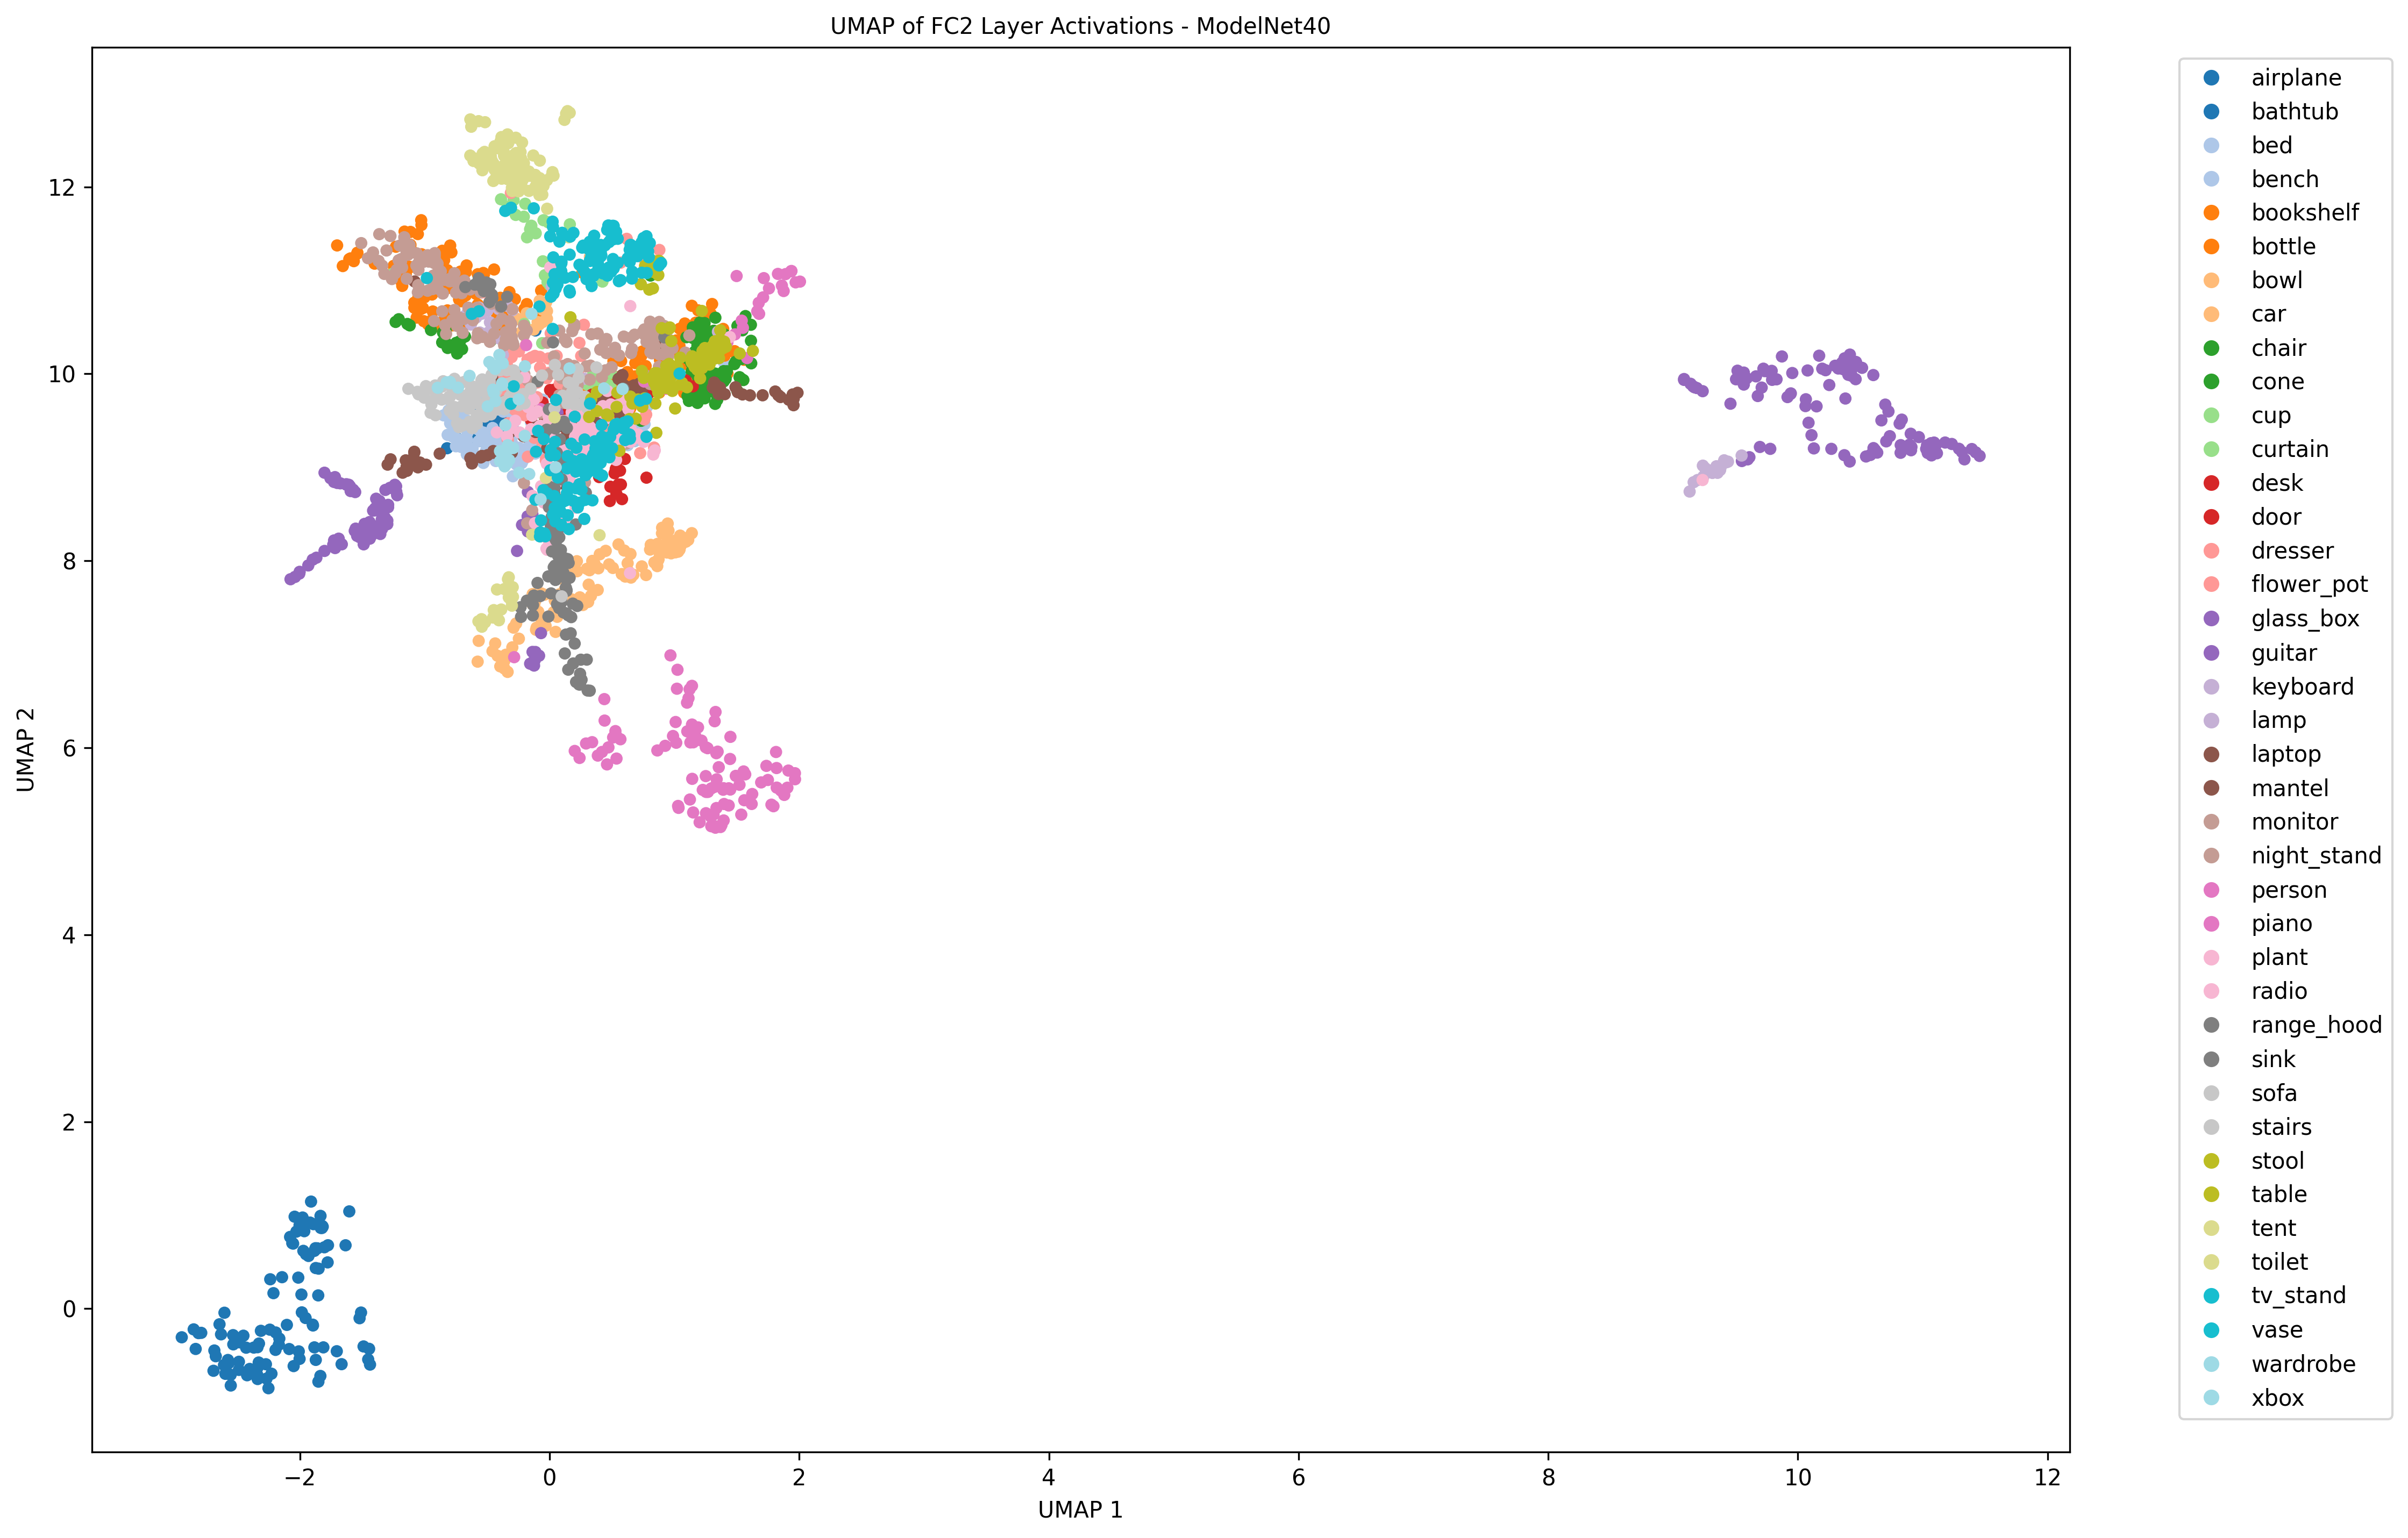 UMAP of FC2 Layer Activations - ModelNet40
12
10
8
6
4
2
0
UMAP 2
−2
0
2
4
6
8
10
12
UMAP 1
airplane
bathtub
bed
bench
bookshelf
bottle
bowl
car
chair
cone
cup
curtain
desk
door
dresser
flower_pot
glass_box
guitar
keyboard
lamp
laptop
mantel
monitor
night_stand
person
piano
plant
radio
range_hood
sink
sofa
stairs
stool
table
tent
toilet
tv_stand
vase
wardrobe
xbox